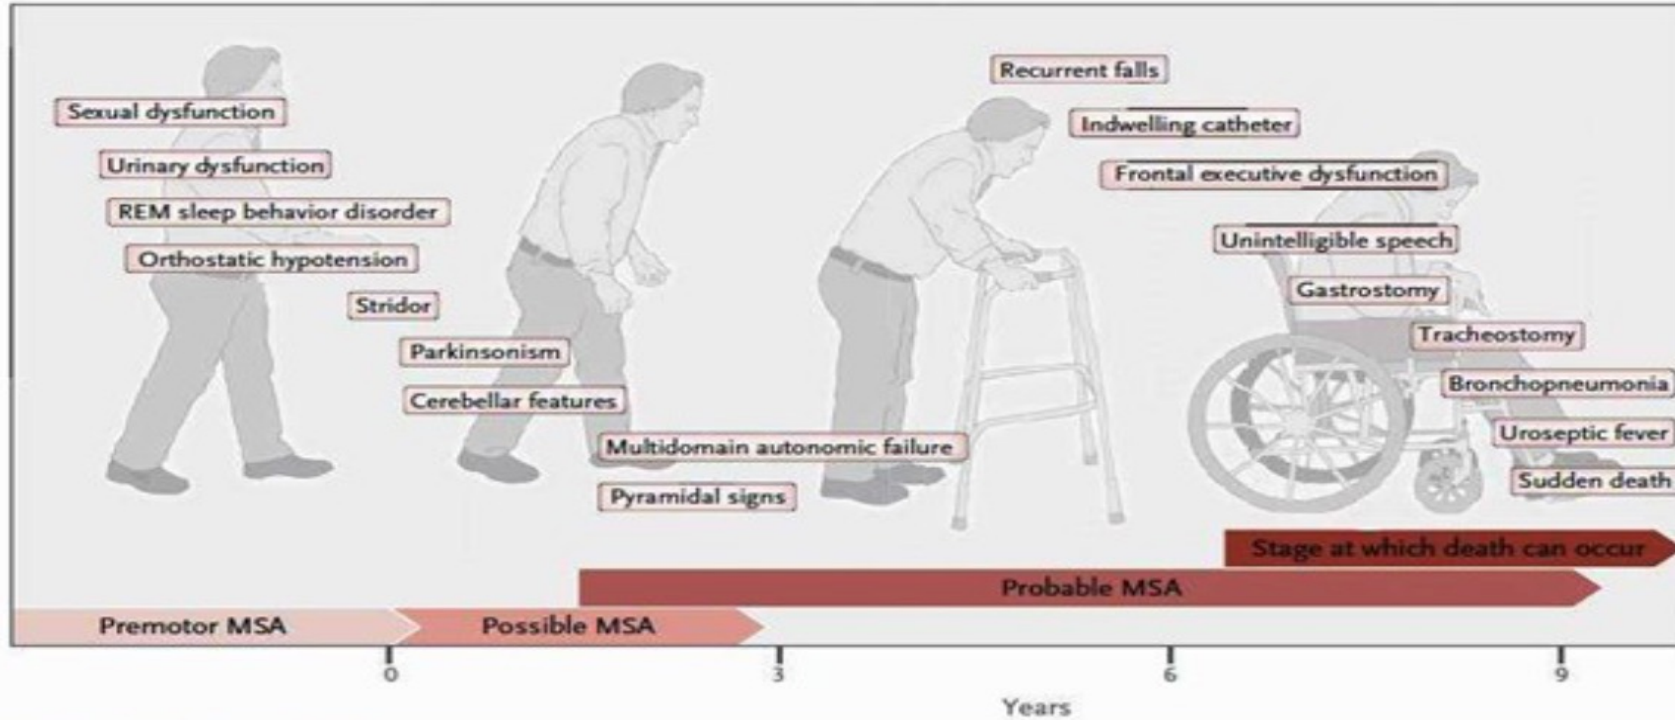 Sexual dysfunction
Urinary dysfunction
REM sleep behavior disorder
Orthostatic hypotension
Stridor
Parkinsonism
Cerebellar features
Multidomain autonomic failure
Pyramidal signs
Recurrent falls
Indwelling catheter
Frontal executive dysfunction
Unintelligible speech
Gastrostomy
Tracheostomy
Bronchopneumonia
Uroseptic fever
Sudden death
Stage at which death can occur
Probable MSA
Premotor MSA
Possible MSA
0
3
6
9
Years